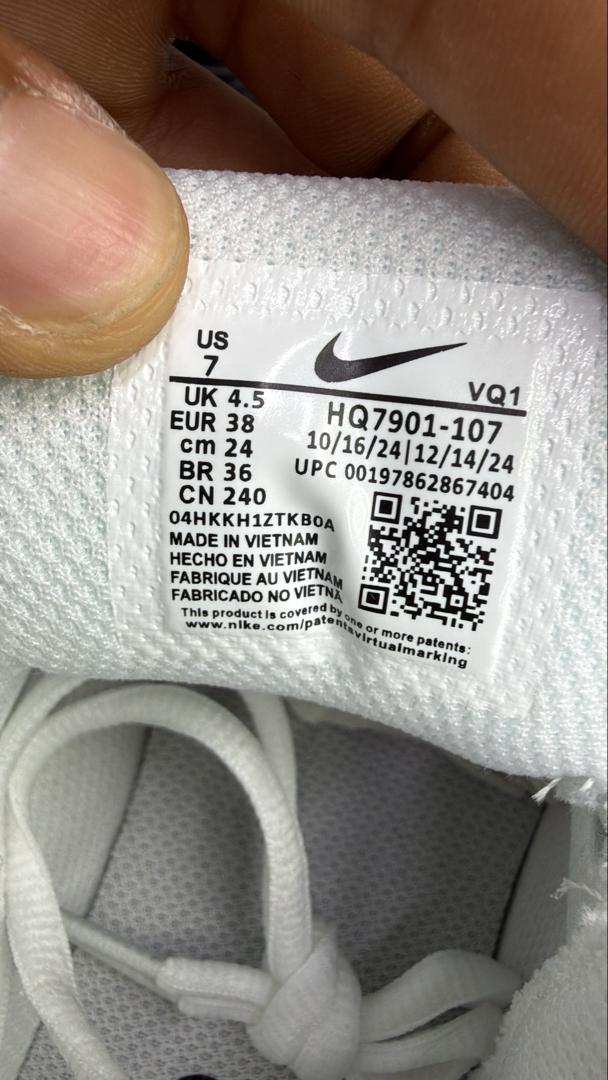 US
7
VQ1
UK 4.5
EUR 38
cm 24
BR 36
CN 240
HQ7901-107
10/16/24|12/14/24
UPC 00197862867404
04HKKH1ZTKB0A
MADE IN VIETNAM
HECHO EN VIETNAM
FABRIQUE AU VIETNAM
FABRICADO NO VIETNÃ
This product is covered by one or more patents:
www.nike.com/patentsvirtualmarking